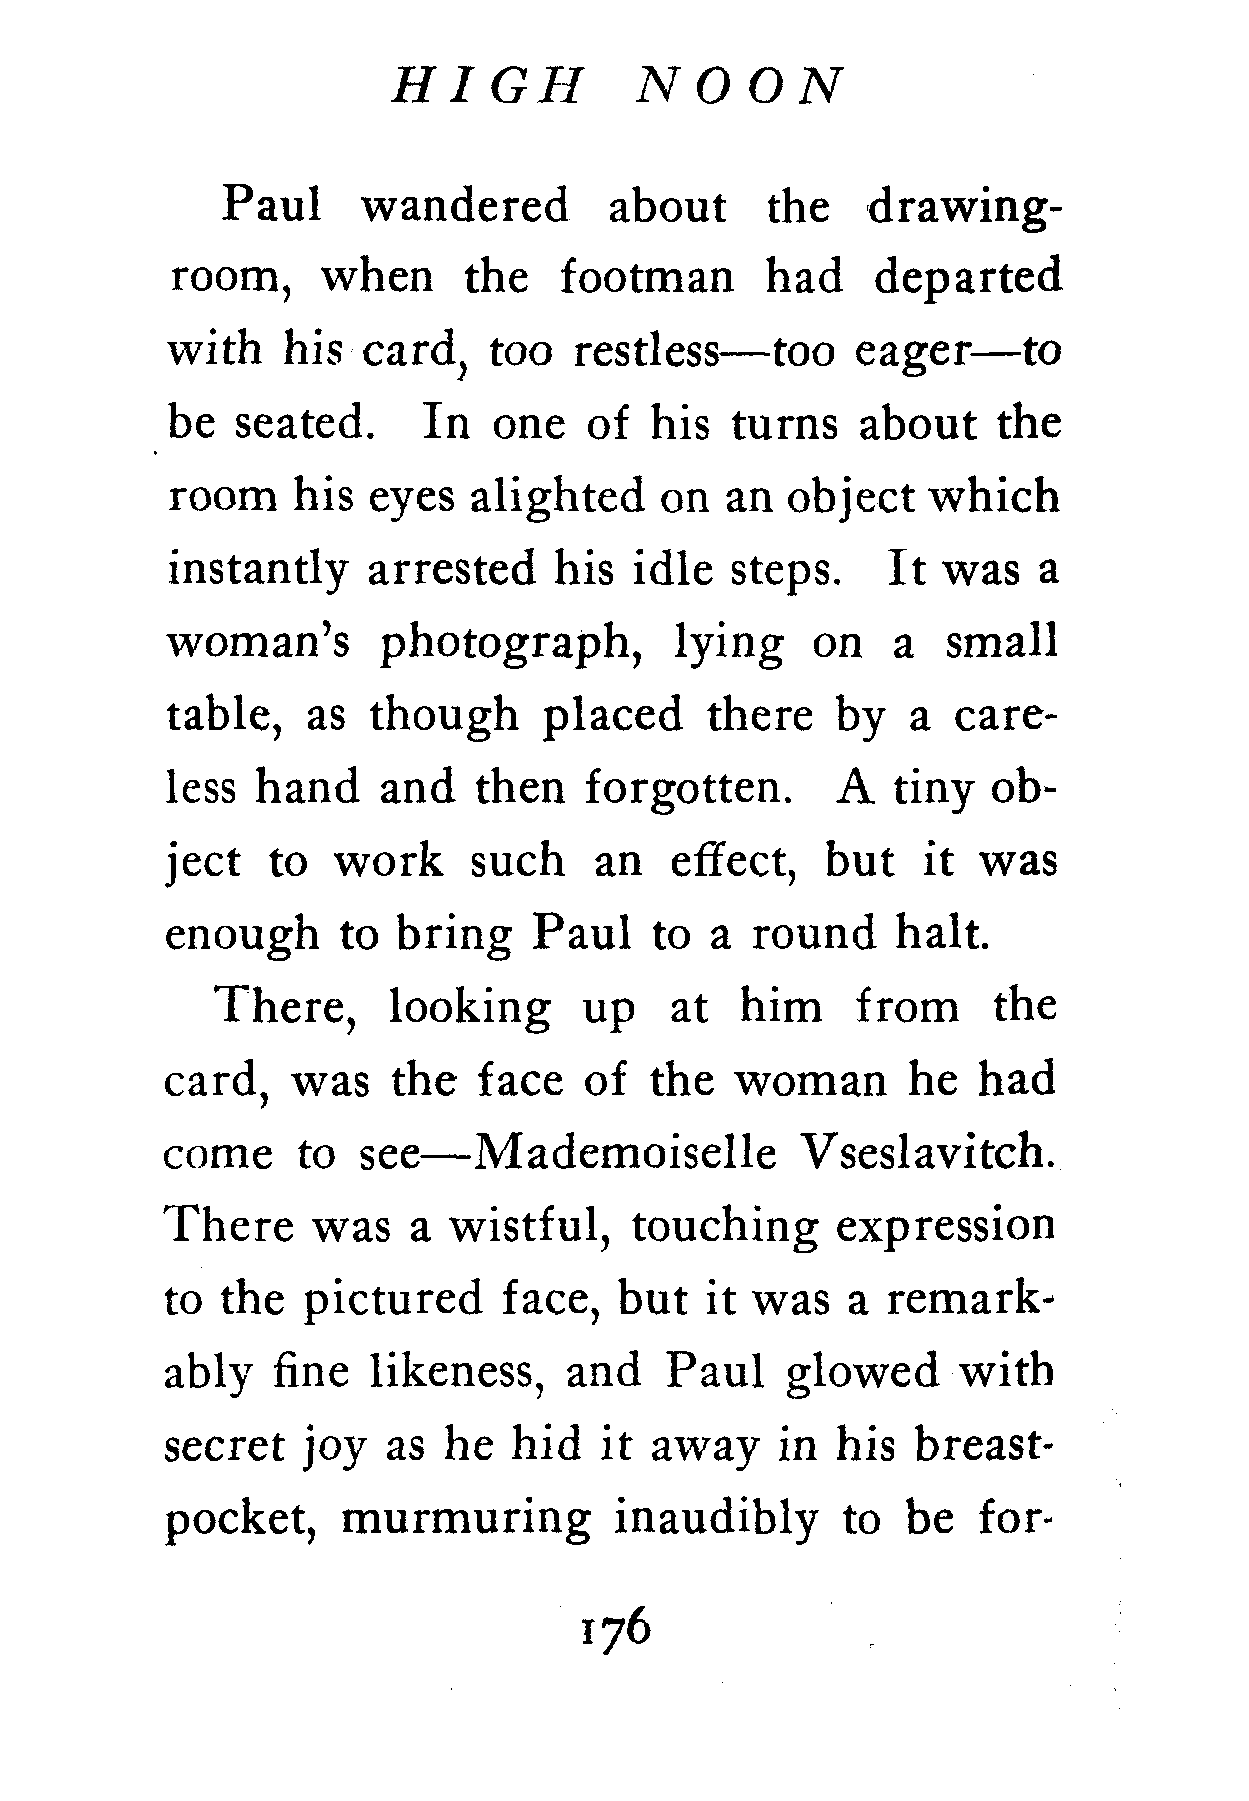 HIGH NOON
Paul wandered about the drawing-
room, when the footman had departed
with his card, too restless—too eager—to
be seated. In one of his turns about the
room his eyes alighted on an object which
instantly arrested his idle steps. It was a
woman's photograph, lying on a small
table, as though placed there by a care-
less hand and then forgotten. A tiny ob-
ject to work such an effect, but it was
enough to bring Paul to a round halt.
There, looking up at him from the
card, was the face of the woman he had
come to see—Mademoiselle Vseslavitch.
There was a wistful, touching expression
to the pictured face, but it was a remark-
ably fine likeness, and Paul glowed with
secret joy as he hid it away in his breast-
pocket, murmuring inaudibly to be for-
176